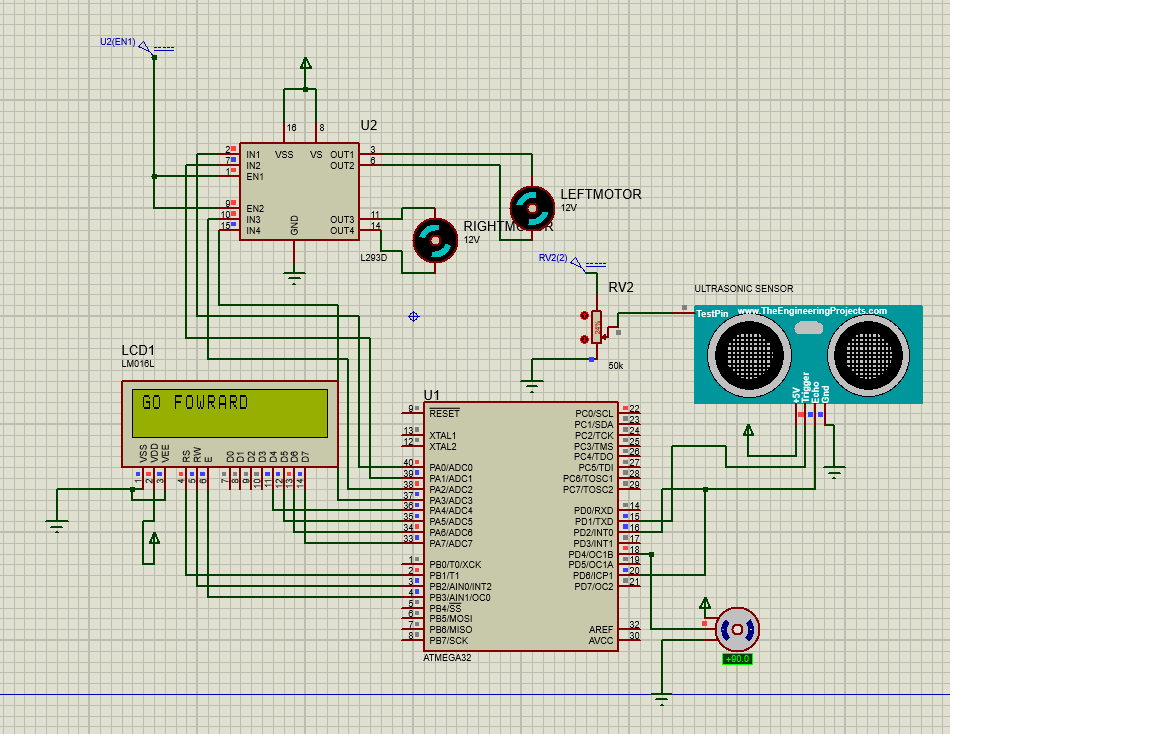 U2(EN1)
U2
16
8
2
7
1
9
10
15
IN1
IN2
EN1
EN2
IN3
IN4
VSS
VS
GND
OUT1
OUT2
OUT3
OUT4
3
6
11
14
L293D
LEFTMOTOR
12V
RIGHTMOTOR
12V
RV2(2)
RV2
24%
50k
ULTRASONIC SENSOR
TestPin
www.TheEngineeringProjects.com
+5V
Trigger
Echo
Gnd
LCD1
LM016L
GO FOWRARD
VSS
VDD
VEE
RS
RW
E
D0
D1
D2
D3
D4
D5
D6
D7
1
2
3
4
5
6
7
8
9
10
11
12
13
14
U1
9
RESET
13
XTAL1
12
XTAL2
40
PA0/ADC0
39
PA1/ADC1
38
PA2/ADC2
37
PA3/ADC3
36
PA4/ADC4
35
PA5/ADC5
34
PA6/ADC6
33
PA7/ADC7
1
PB0/T0/XCK
2
PB1/T1
3
PB2/AIN0/INT2
4
PB3/AIN1/OC0
5
PB4/SS
6
PB5/MOSI
7
PB6/MISO
8
PB7/SCK
PC0/SCL
22
PC1/SDA
23
PC2/TCK
24
PC3/TMS
25
PC4/TDO
26
PC5/TDI
27
PC6/TOSC1
28
PC7/TOSC2
29
PD0/RXD
14
PD1/TXD
15
PD2/INT0
16
PD3/INT1
17
PD4/OC1B
18
PD5/OC1A
19
PD6/ICP1
20
PD7/OC2
21
AREF
32
AVCC
30
ATMEGA32
+90.0